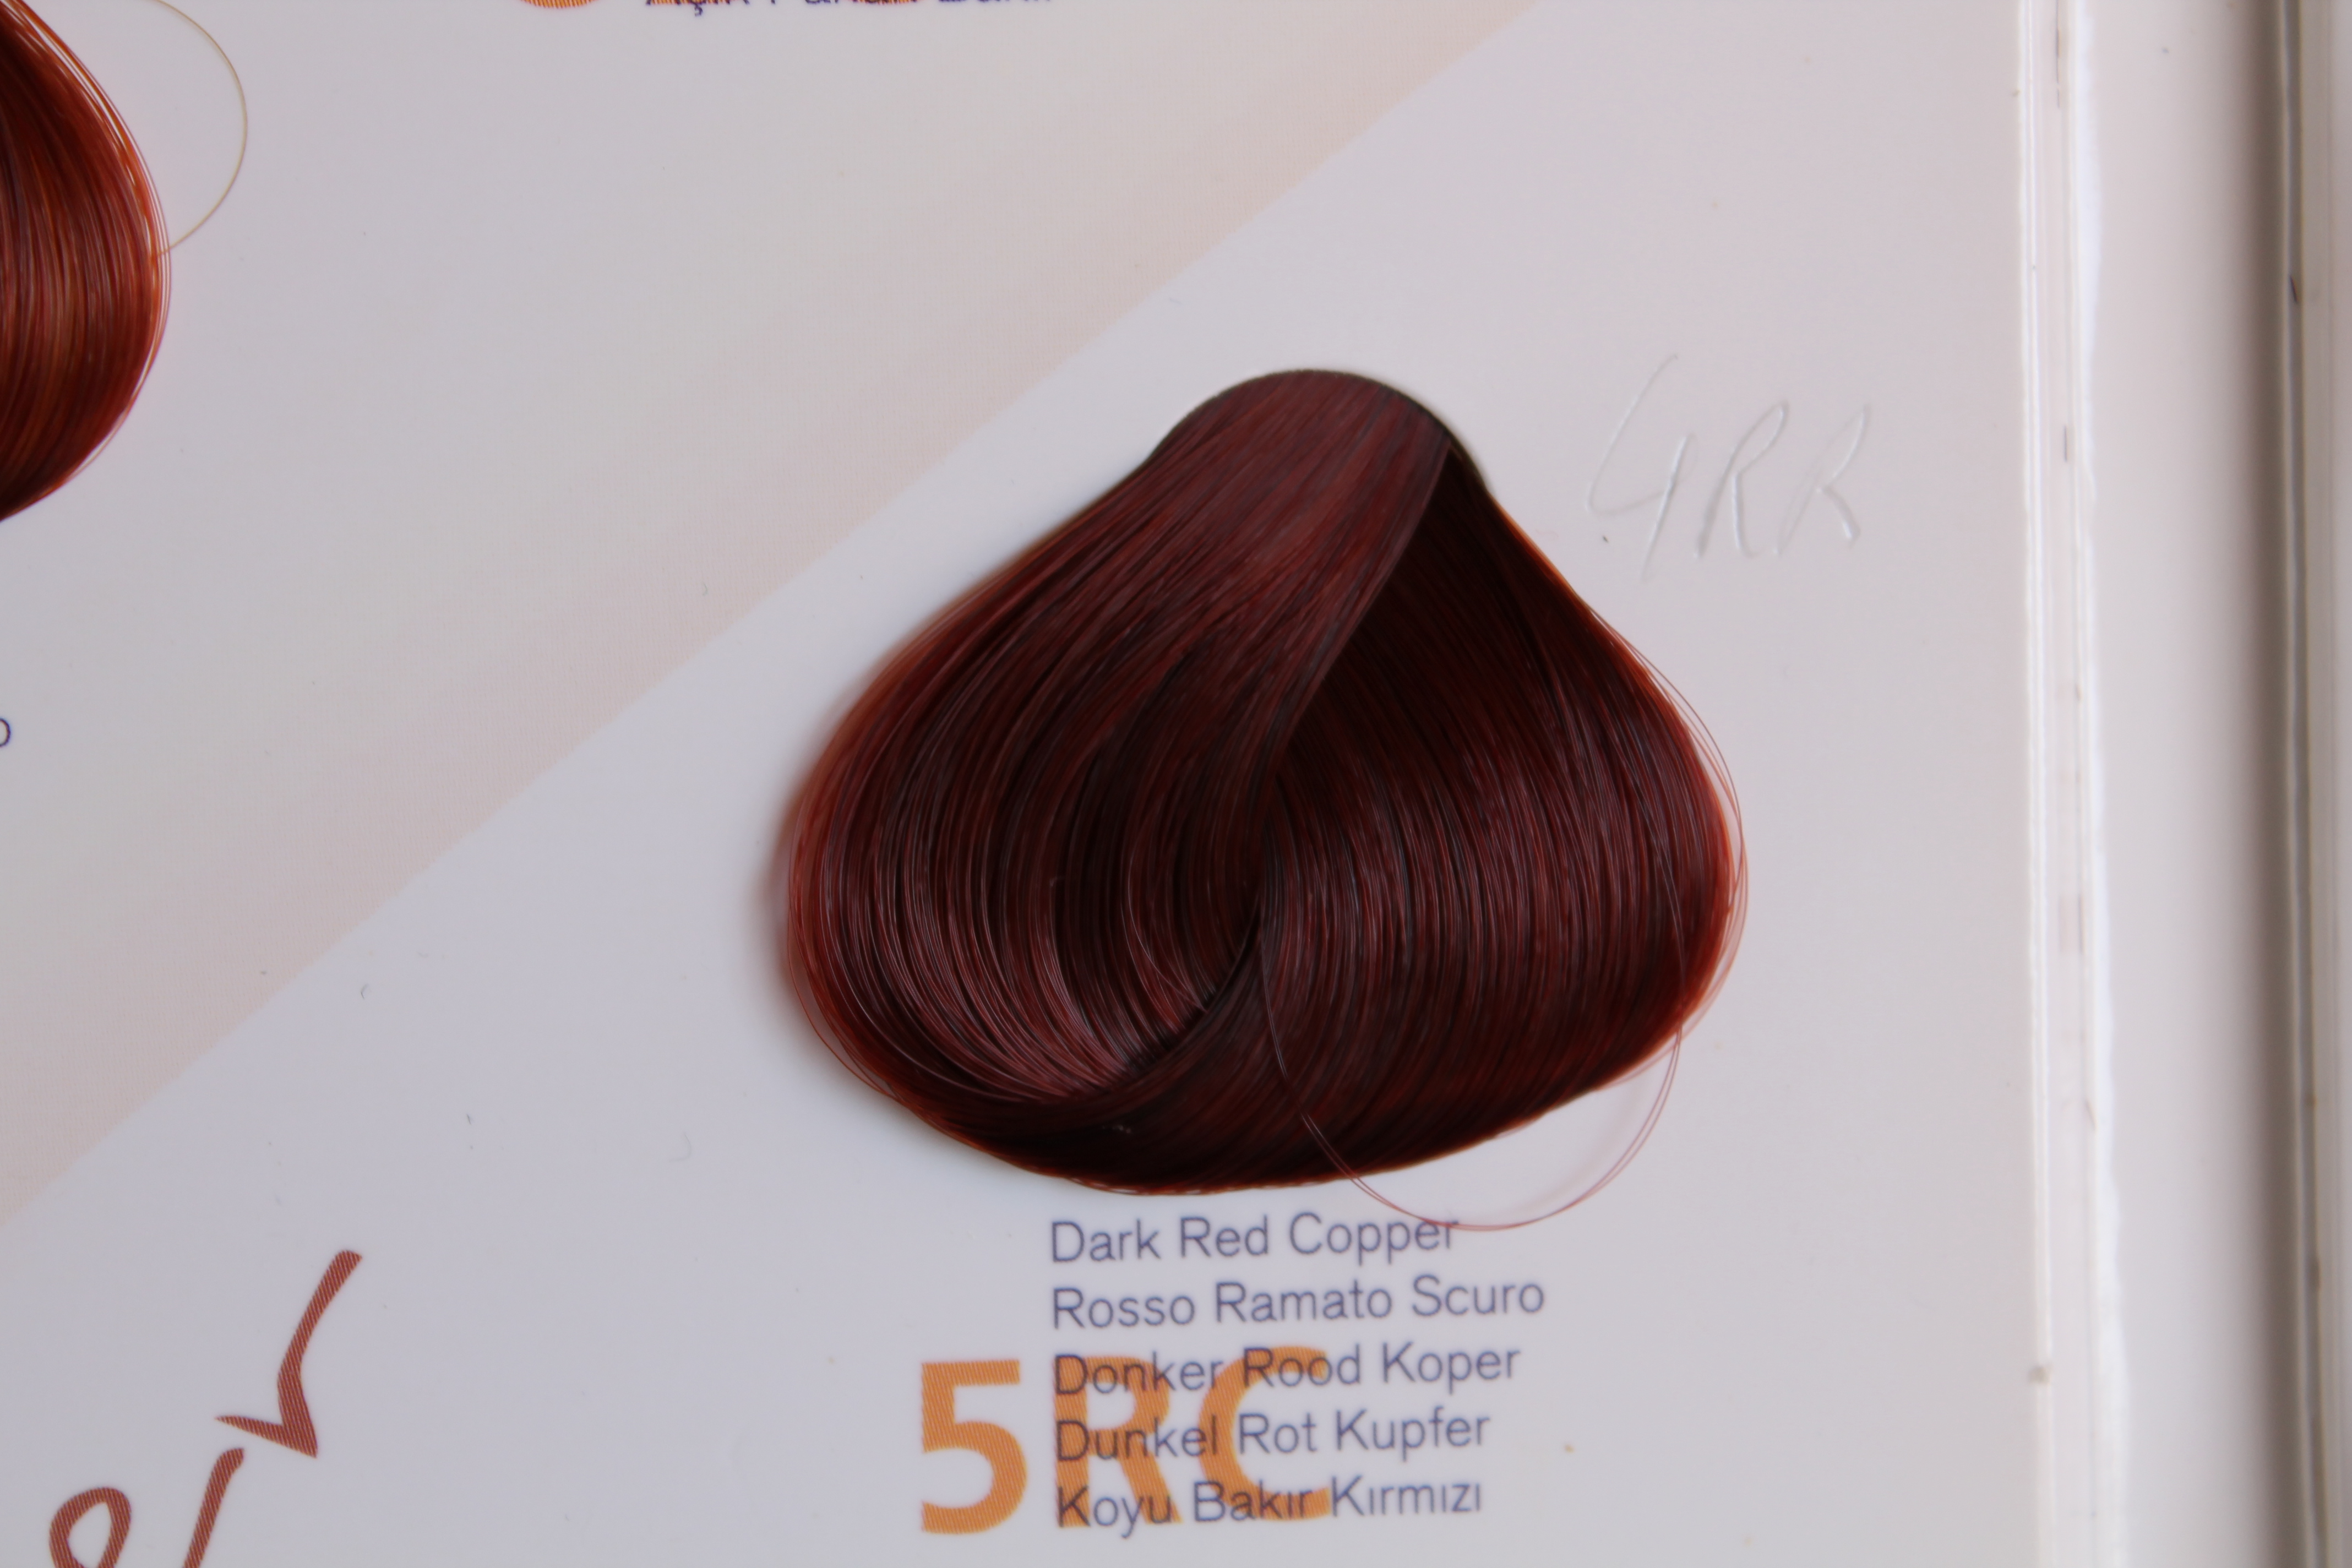 4RR
Dark Red Copper
Rosso Ramato Scuro
Donker Rood Koper
Dunkel Rot Kupfer
Koyu Bakır Kırmızı
5RC